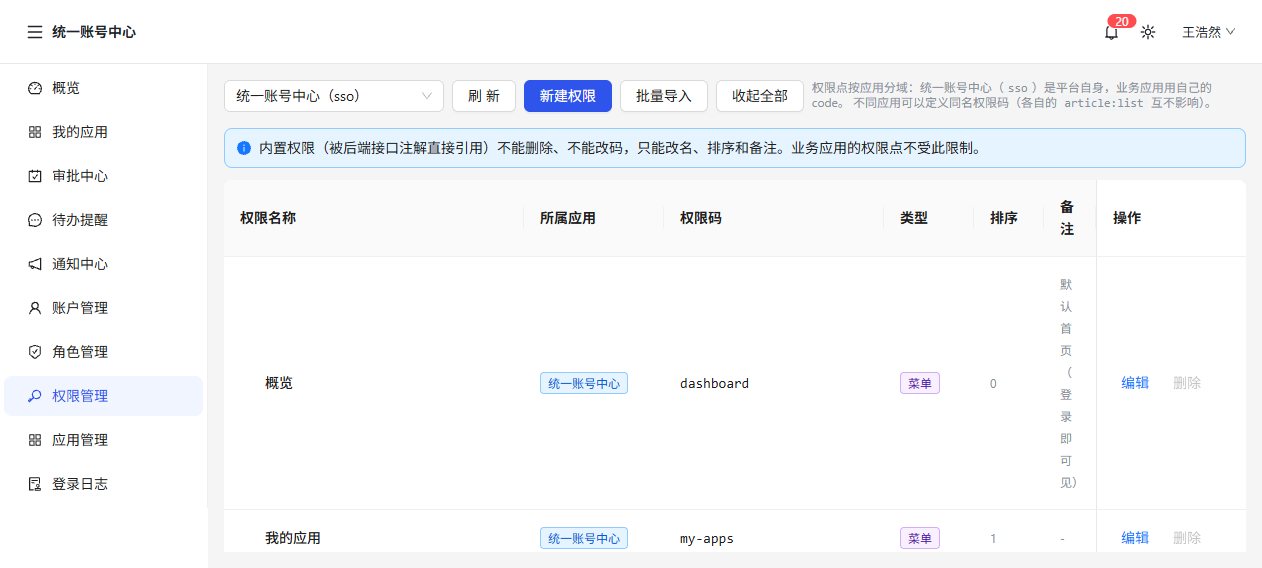 统一账号中心
20
王浩然
概览
我的应用
审批中心
待办提醒
通知中心
账户管理
角色管理
权限管理
应用管理
登录日志
统一账号中心（sso）
刷 新
新建权限
批量导入
收起全部
权限点按应用分域：统一账号中心（ sso ）是平台自身，业务应用用自己的
code。 不同应用可以定义同名权限码（各自的 article:list 互不影响）。
内置权限（被后端接口注解直接引用）不能删除、不能改码，只能改名、排序和备注。业务应用的权限点不受此限制。
权限名称 所属应用 权限码 类型 排序 备注 操作
概览 统一账号中心 dashboard 菜单 0 默认首页（登录即可见） 编辑 删除
我的应用 统一账号中心 my-apps 菜单 1 - 编辑 删除